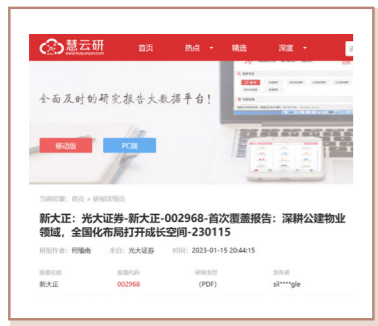 慧云研
首页 热点 精选 深度
全面及时的研究报告大数据平台!
移动版 PC端
当前位置: 首页 > 研报详情页
新大正:光大证券-新大正-002968-首次覆盖报告:深耕公建物业
领域,全国化布局打开成长空间-230115
研报作者:何缅南 来自:光大证券 时间:2023-01-15 20:44:15
股票名称 股票代码 研报类型 发布者
新大正 002968 (PDF) sil****gle